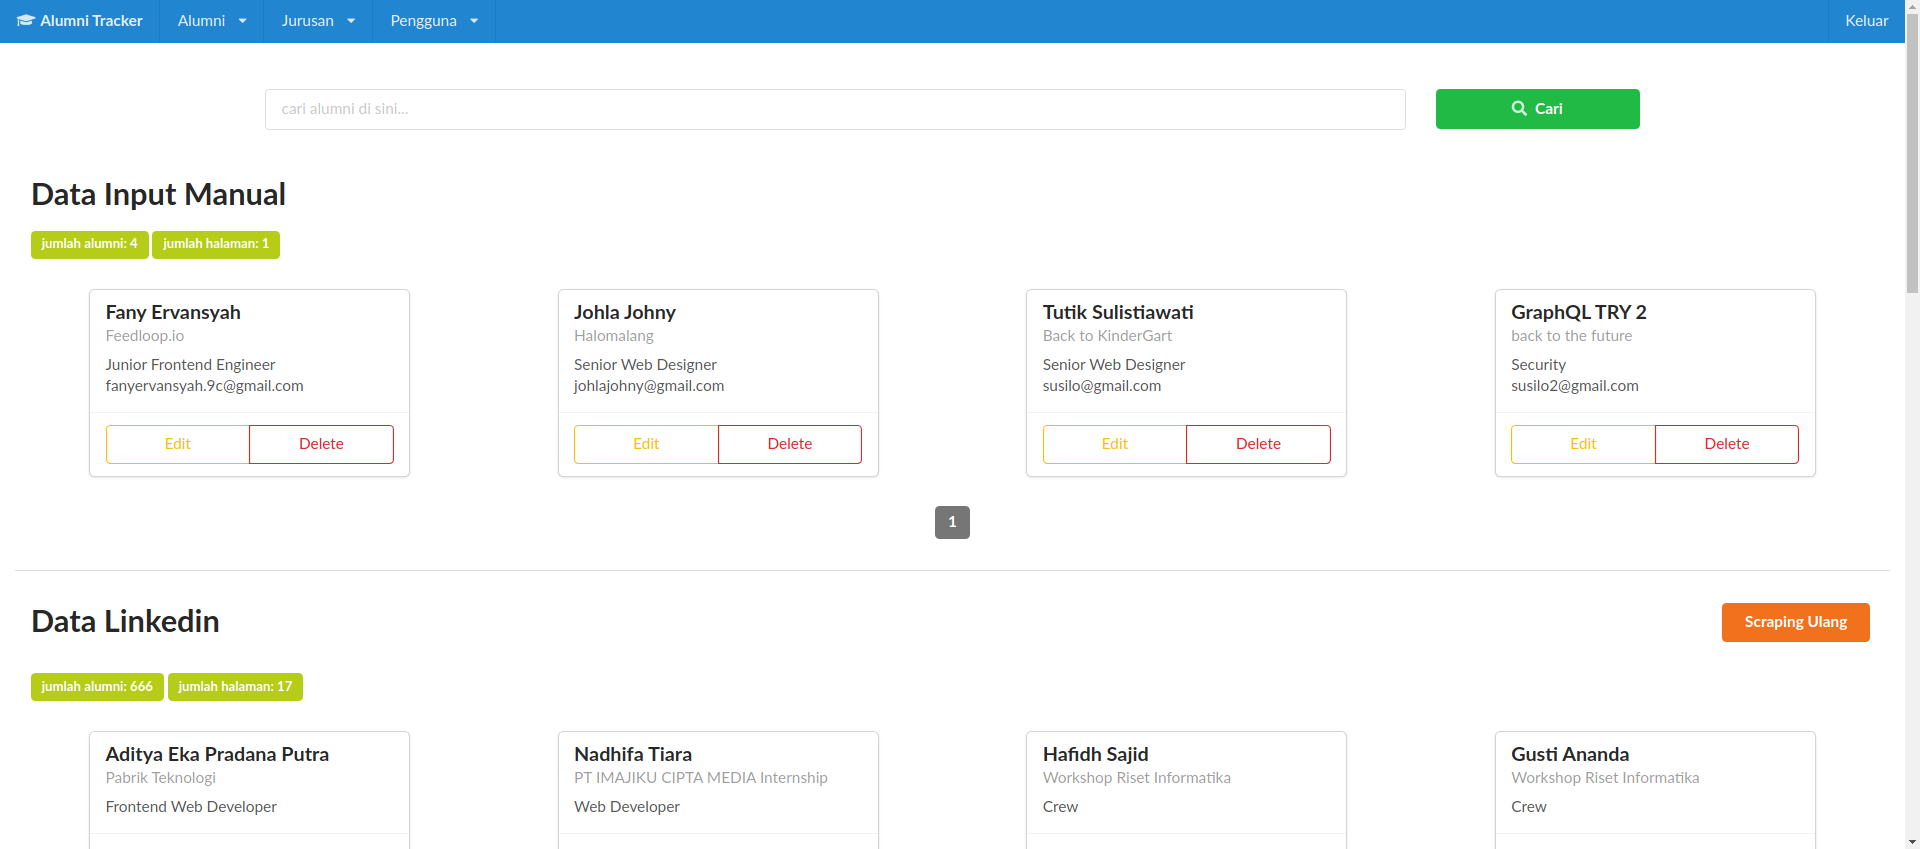 Alumni Tracker Alumni Jurusan Pengguna Keluar
cari alumni di sini... Cari
Data Input Manual
jumlah alumni: 4 jumlah halaman: 1
Fany Ervansyah
Feedloop.io
Junior Frontend Engineer
fanyervansyah.9c@gmail.com
Edit Delete
Johla Johny
Halomalang
Senior Web Designer
johlajohny@gmail.com
Edit Delete
Tutik Sulistiawati
Back to KinderGart
Senior Web Designer
susilo@gmail.com
Edit Delete
GraphQL TRY 2
back to the future
Security
susilo2@gmail.com
Edit Delete
1
Data Linkedin Scraping Ulang
jumlah alumni: 666 jumlah halaman: 17
Aditya Eka Pradana Putra
Pabrik Teknologi
Frontend Web Developer
Nadhifa Tiara
PT IMAJIKU CIPTA MEDIA Internship
Web Developer
Hafidh Sajid
Workshop Riset Informatika
Crew
Gusti Ananda
Workshop Riset Informatika
Crew